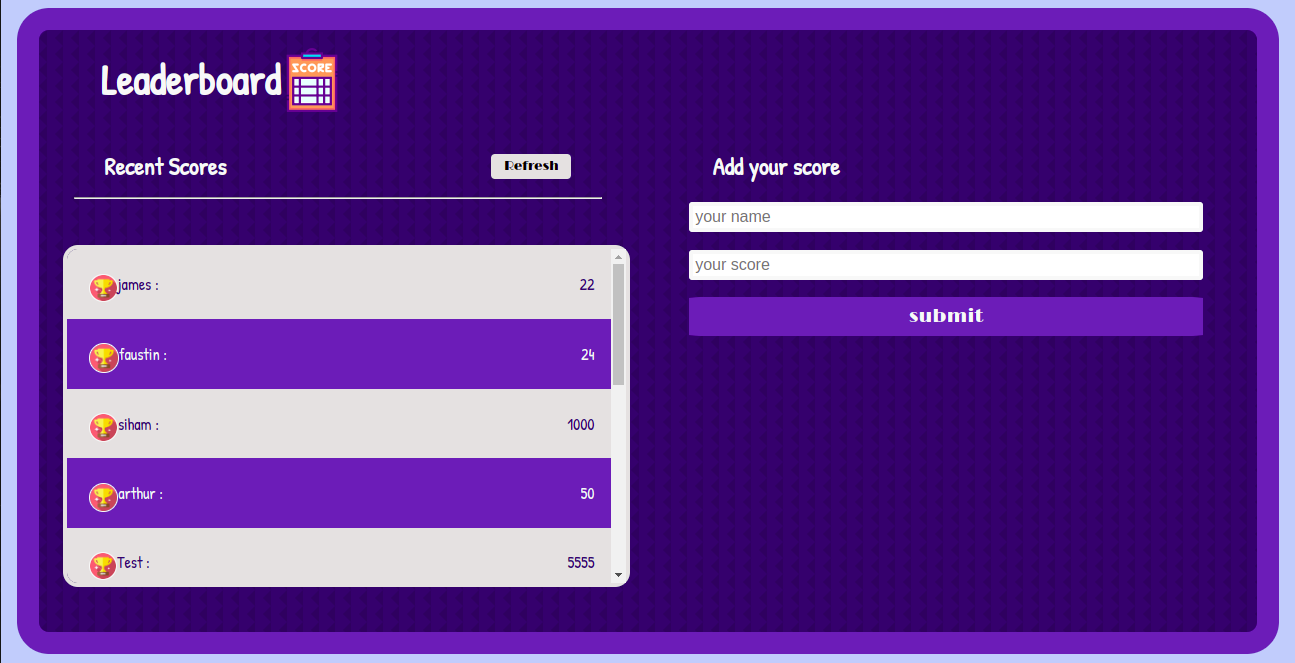 Leaderboard
SCORE
Recent Scores
Refresh
james :
22
faustin :
24
siham :
1000
arthur :
50
Test :
5555
Add your score
your name
your score
submit